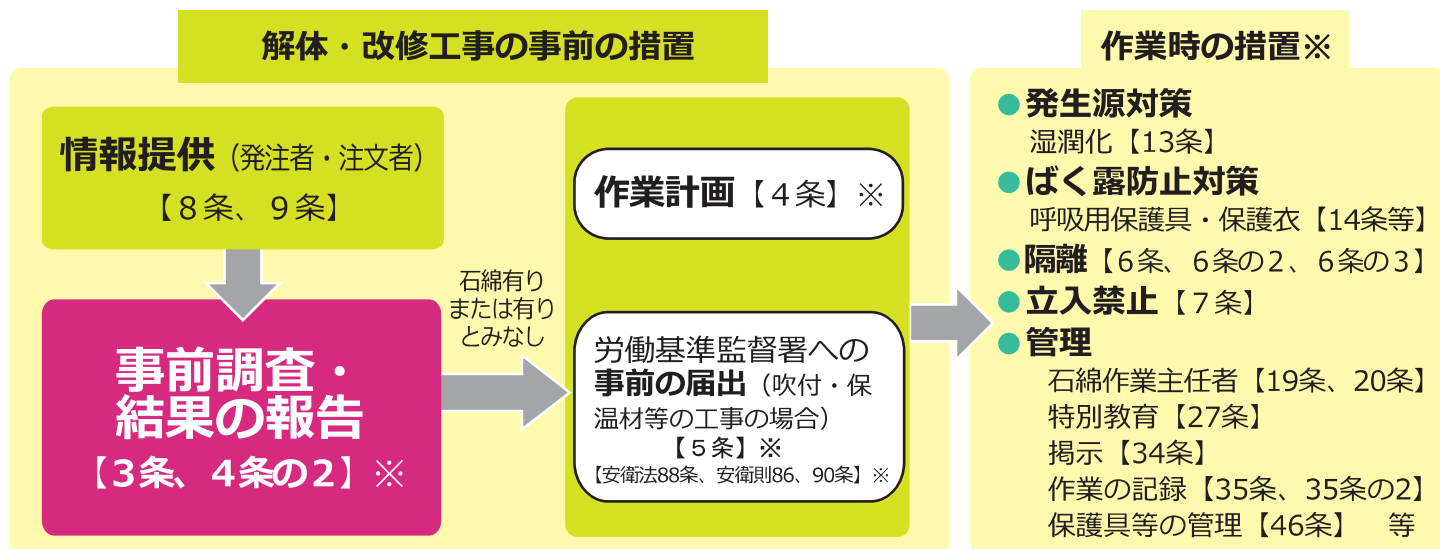 解体・改修工事の事前の措置
情報提供（発注者・注文者）
【８条、９条】
事前調査・
結果の報告
【３条、４条の２】※
石綿有り
または有り
とみなし
作業計画【４条】※
労働基準監督署への
事前の届出（吹付・保
温材等の工事の場合）
【５条】※
【安衛法88条、安衛則86、90条】※
作業時の措置※
●発生源対策
湿潤化【13条】
●ばく露防止対策
呼吸用保護具・保護衣【14条等】
●隔離【６条、６条の２、６条の３】
●立入禁止【７条】
●管理
石綿作業主任者【19条、20条】
特別教育【27条】
掲示【34条】
作業の記録【35条、35条の2】
保護具等の管理【46条】　等